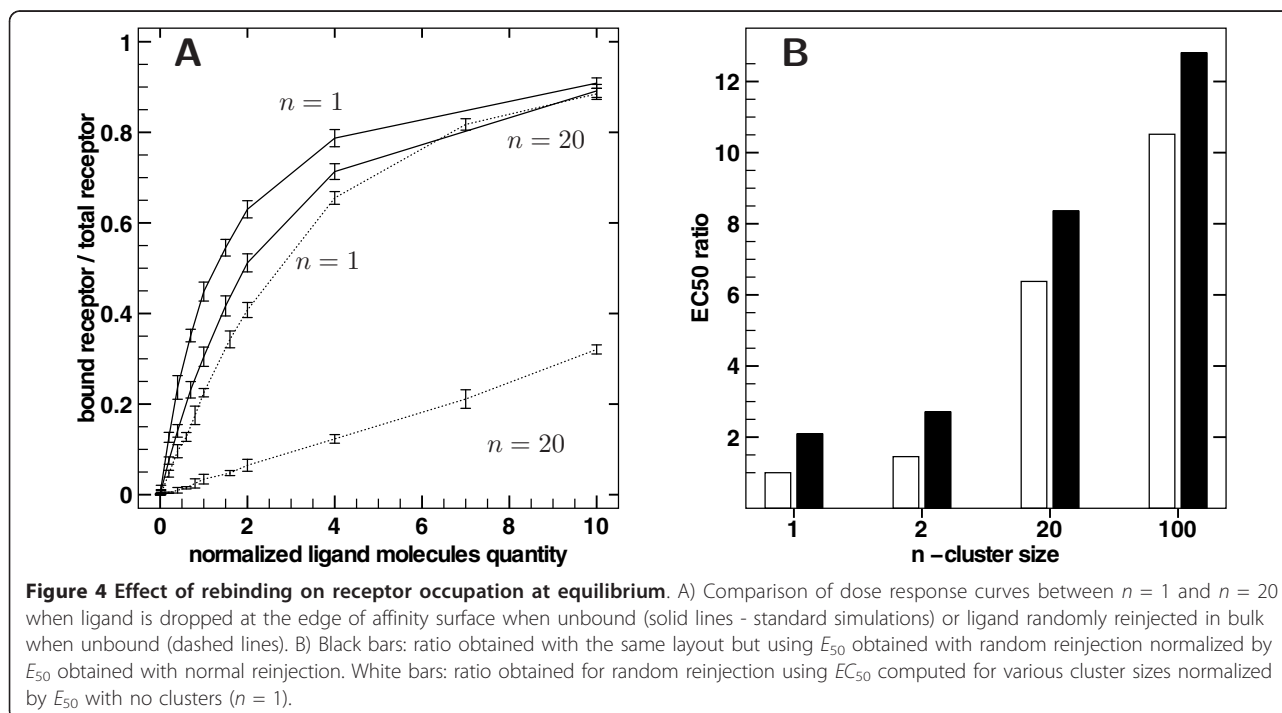 A
1
0.8
0.6
0.4
0.2
0
bound receptor / total receptor
n = 1
n = 20
n = 1
n = 20
0 2 4 6 8 10
normalized ligand molecules quantity
B
12
10
8
6
4
2
EC50 ratio
1 2 20 100
n −cluster size
Figure 4 Effect of rebinding on receptor occupation at equilibrium. A) Comparison of dose response curves between n = 1 and n = 20
when ligand is dropped at the edge of affinity surface when unbound (solid lines - standard simulations) or ligand randomly reinjected in bulk
when unbound (dashed lines). B) Black bars: ratio obtained with the same layout but using E50 obtained with random reinjection normalized by
E50 obtained with normal reinjection. White bars: ratio obtained for random reinjection using EC50 computed for various cluster sizes normalized
by E50 with no clusters (n = 1).